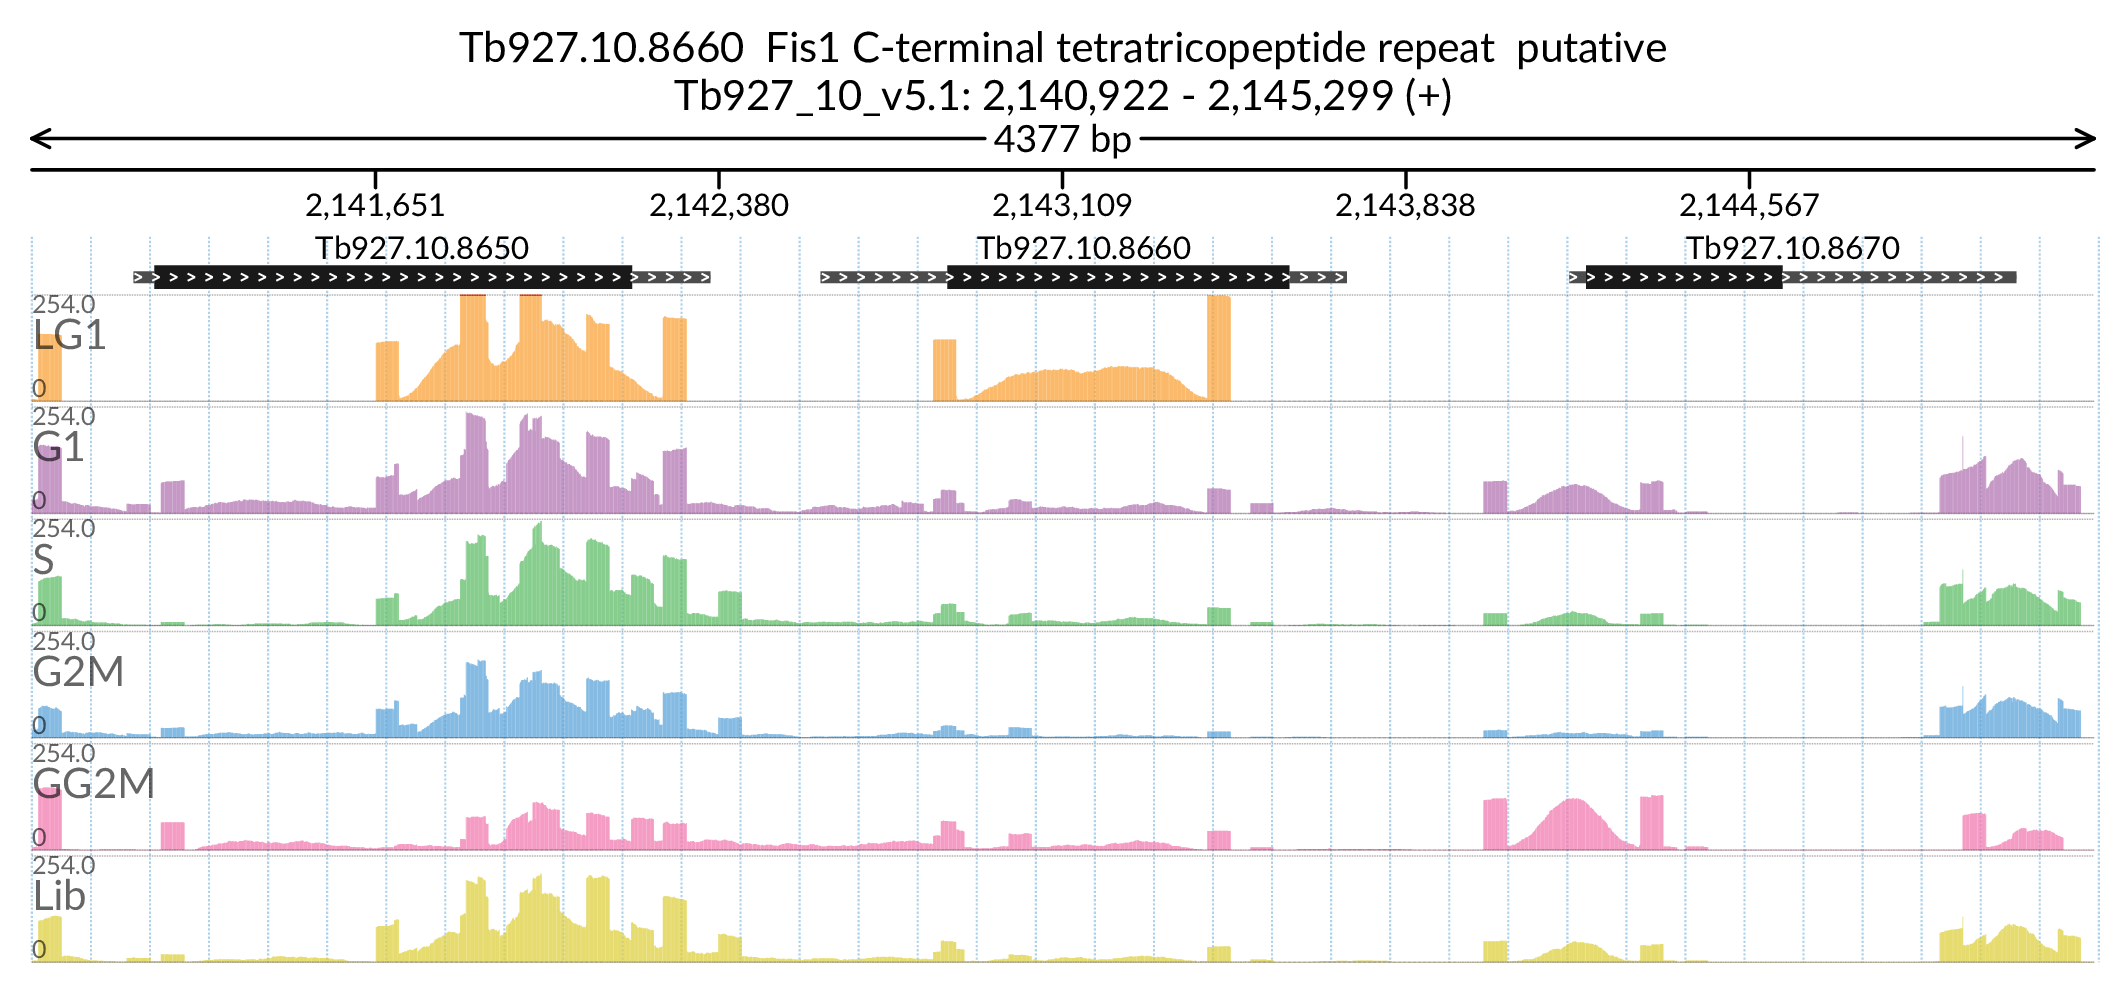 Tb927.10.8660 Fis1 C-terminal tetratricopeptide repeat putative
Tb927_10_v5.1: 2,140,922 - 2,145,299 (+)
4377 bp
2,141,651 2,142,380 2,143,109 2,143,838 2,144,567
Tb927.10.8650 Tb927.10.8660 Tb927.10.8670
254.0
LG1
0
254.0
G1
0
254.0
S
0
254.0
G2M
0
254.0
GG2M
0
254.0
Lib
0